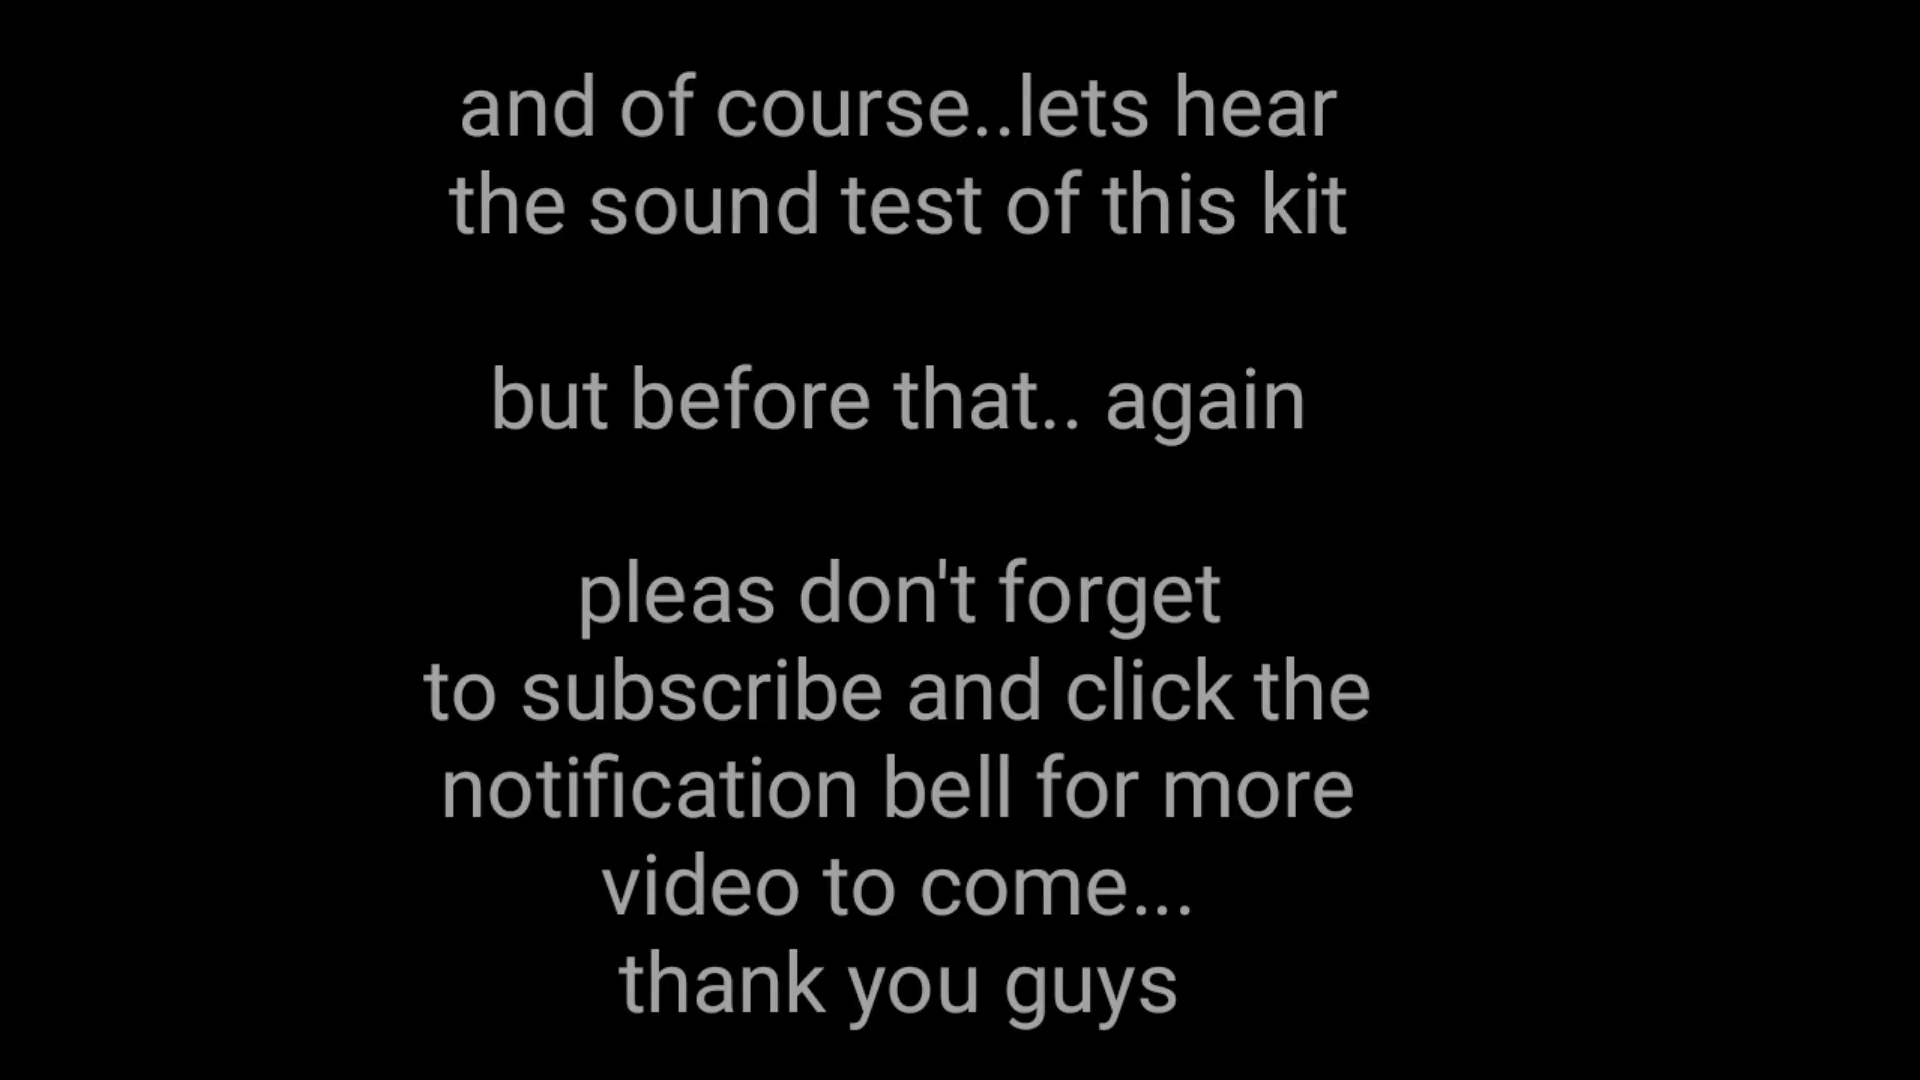 and of course..lets hear
the sound test of this kit
but before that.. again
pleas don't forget
to subscribe and click the
notification bell for more
video to come...
thank you guys